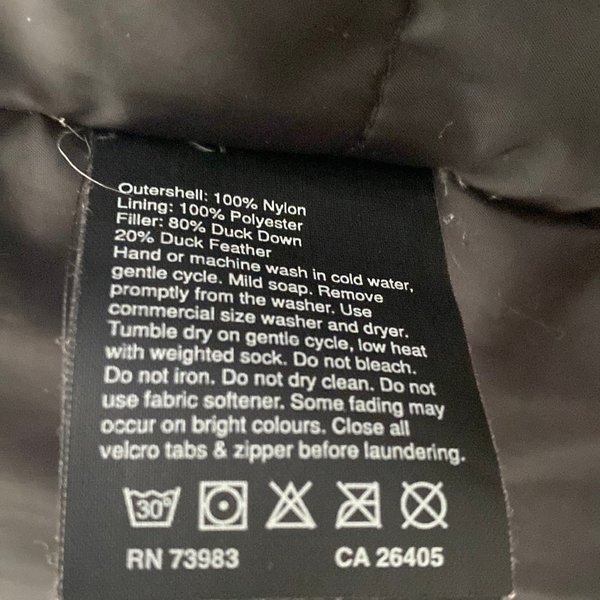 Outershell: 100% Nylon
Lining: 100% Polyester
Filler: 80% Duck Down
20% Duck Feather
Hand or machine wash in cold water,
gentle cycle. Mild soap. Remove
promptly from the washer. Use
commercial size washer and dryer.
Tumble dry on gentle cycle, low heat
with weighted sock. Do not bleach.
Do not iron. Do not dry clean. Do not
use fabric softener. Some fading may
occur on bright colours. Close all
velcro tabs & zipper before laundering.
30°
RN 73983 CA 26405